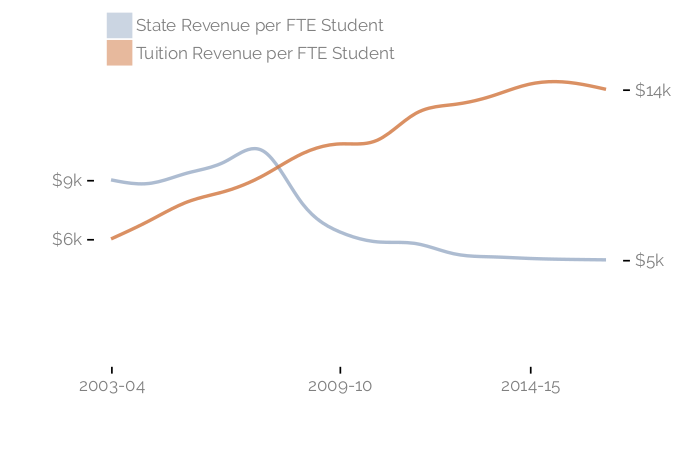 State Revenue per FTE Student
Tuition Revenue per FTE Student
$14k
$9k
$6k
$5k
2003-04 2009-10 2014-15